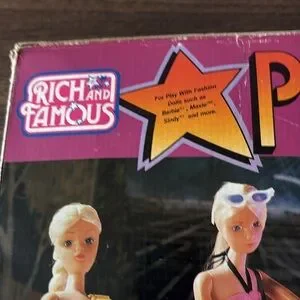 RICH AND
FAMOUS
For Play With Fashion
Dolls such as
Barbie™, Maxie™,
Sindy™ and more.
P